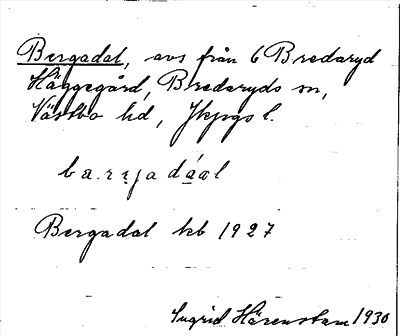 Bergadal, avs från 6 Bredaryd
Häggegård, Bredaryds sn,
Västbo hd, Jkpgs l.
Bergadal kb 1927
Ingrid Härenstam 1930